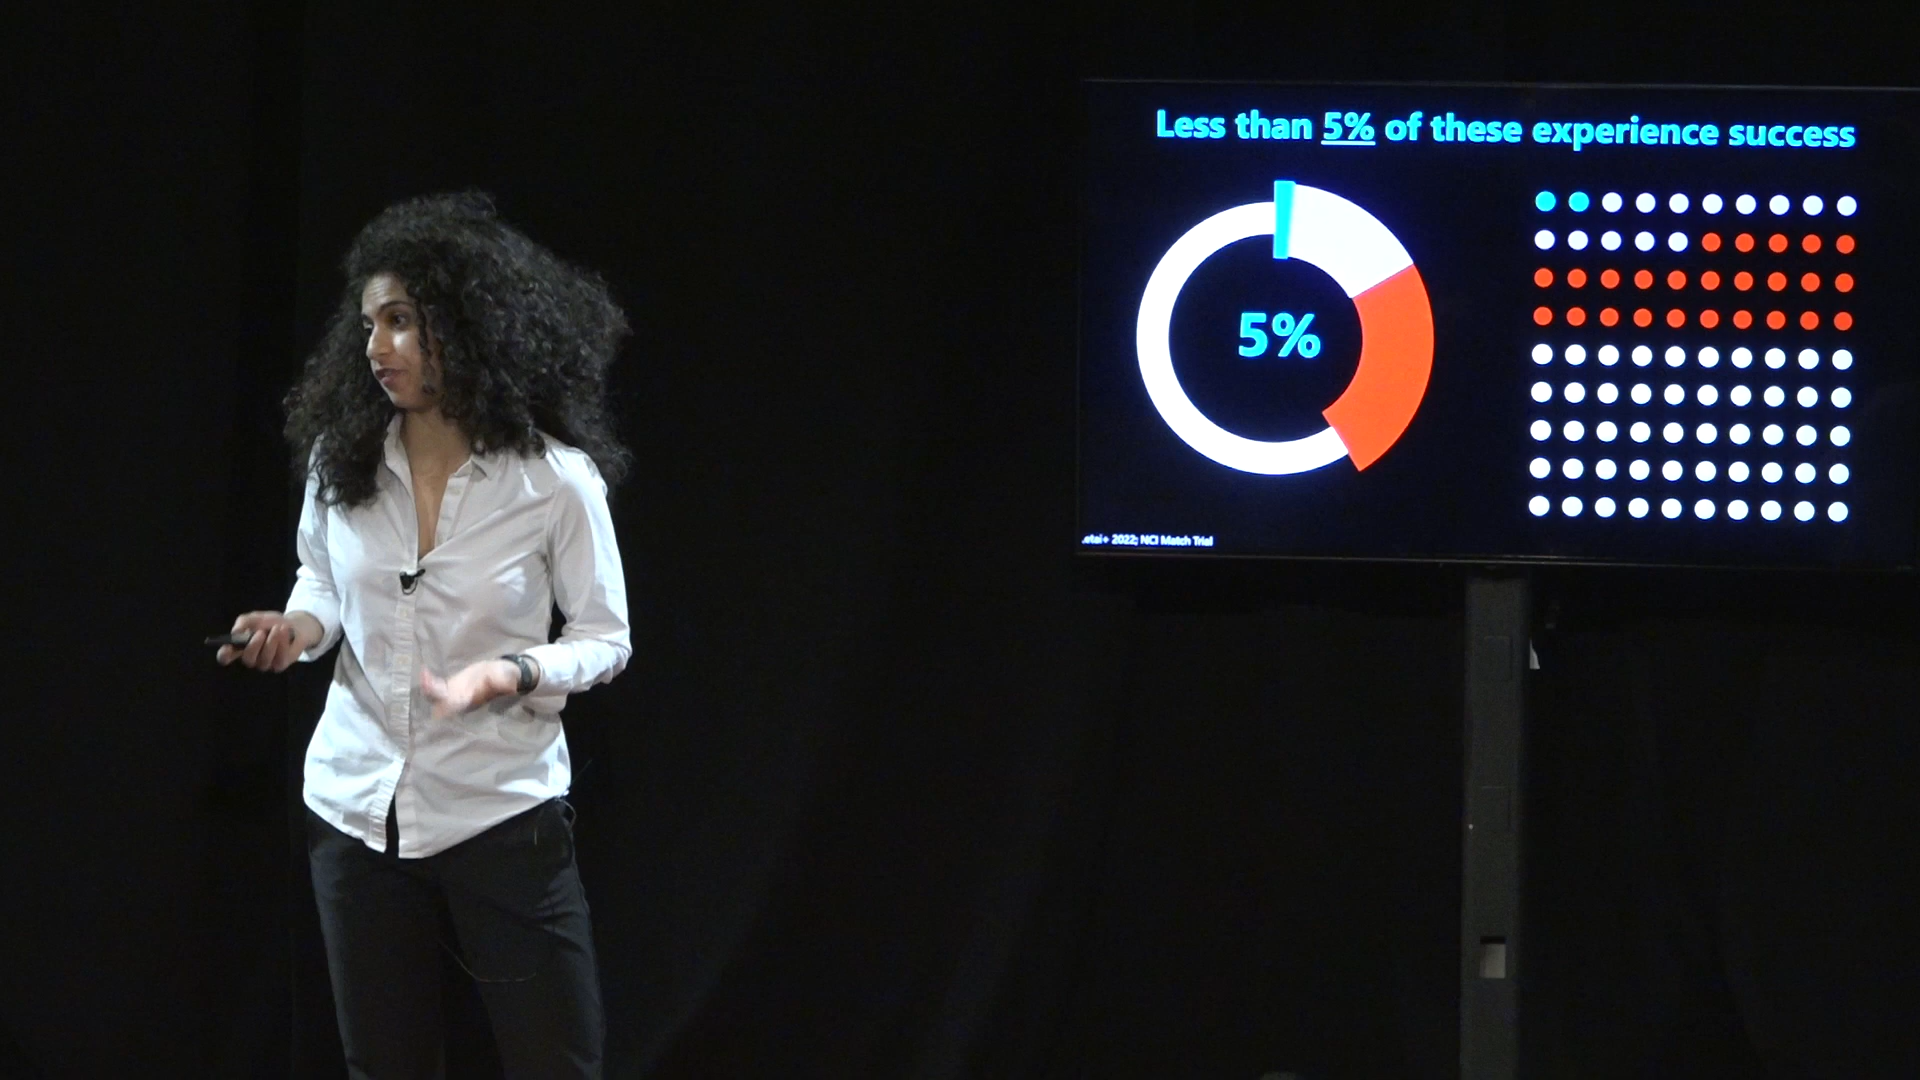 Less than 5% of these experience success
5%
2022; NCI Match Trial